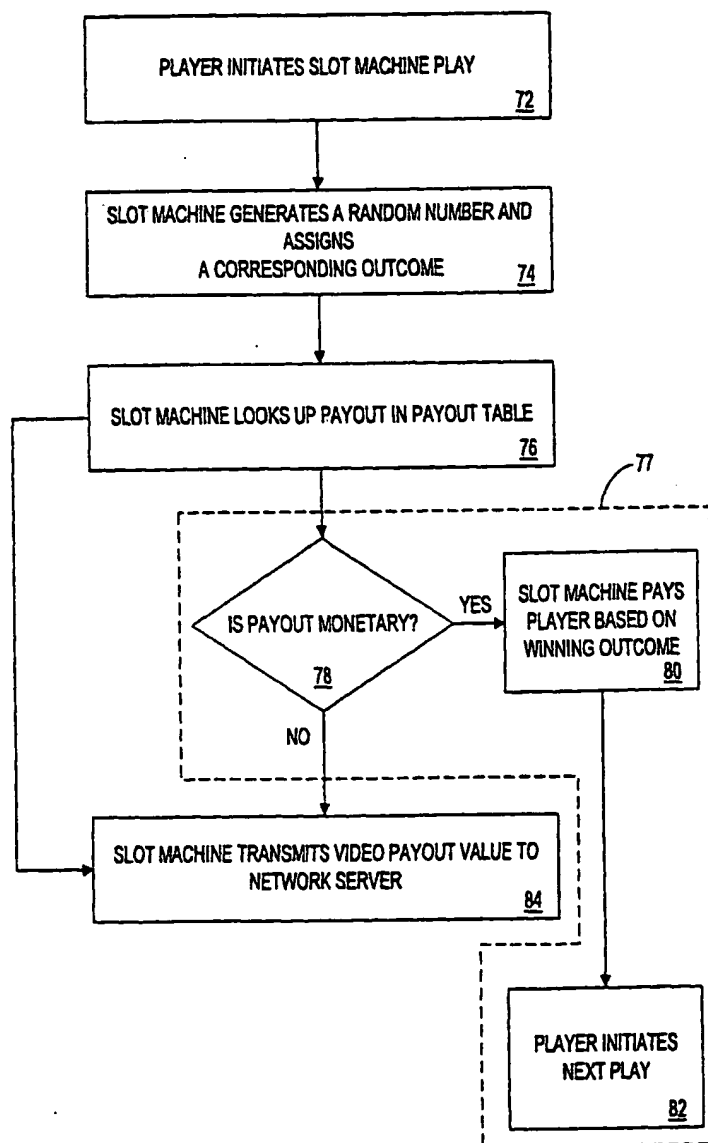 PLAYER INITIATES SLOT MACHINE PLAY
72
SLOT MACHINE GENERATES A RANDOM NUMBER AND
ASSIGNS
A CORRESPONDING OUTCOME
74
SLOT MACHINE LOOKS UP PAYOUT IN PAYOUT TABLE
76
77
IS PAYOUT MONETARY?
78
YES
SLOT MACHINE PAYS
PLAYER BASED ON
WINNING OUTCOME
80
NO
SLOT MACHINE TRANSMITS VIDEO PAYOUT VALUE TO
NETWORK SERVER
84
PLAYER INITIATES
NEXT PLAY
82